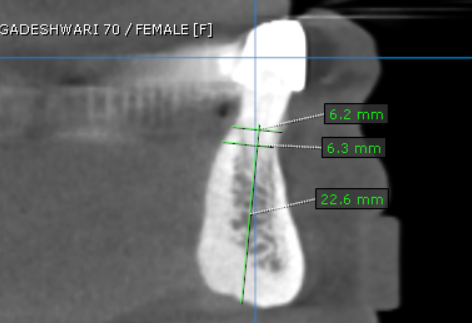 GADESHWARI 70 / FEMALE [F]
6.2 mm
6.3 mm
22.6 mm